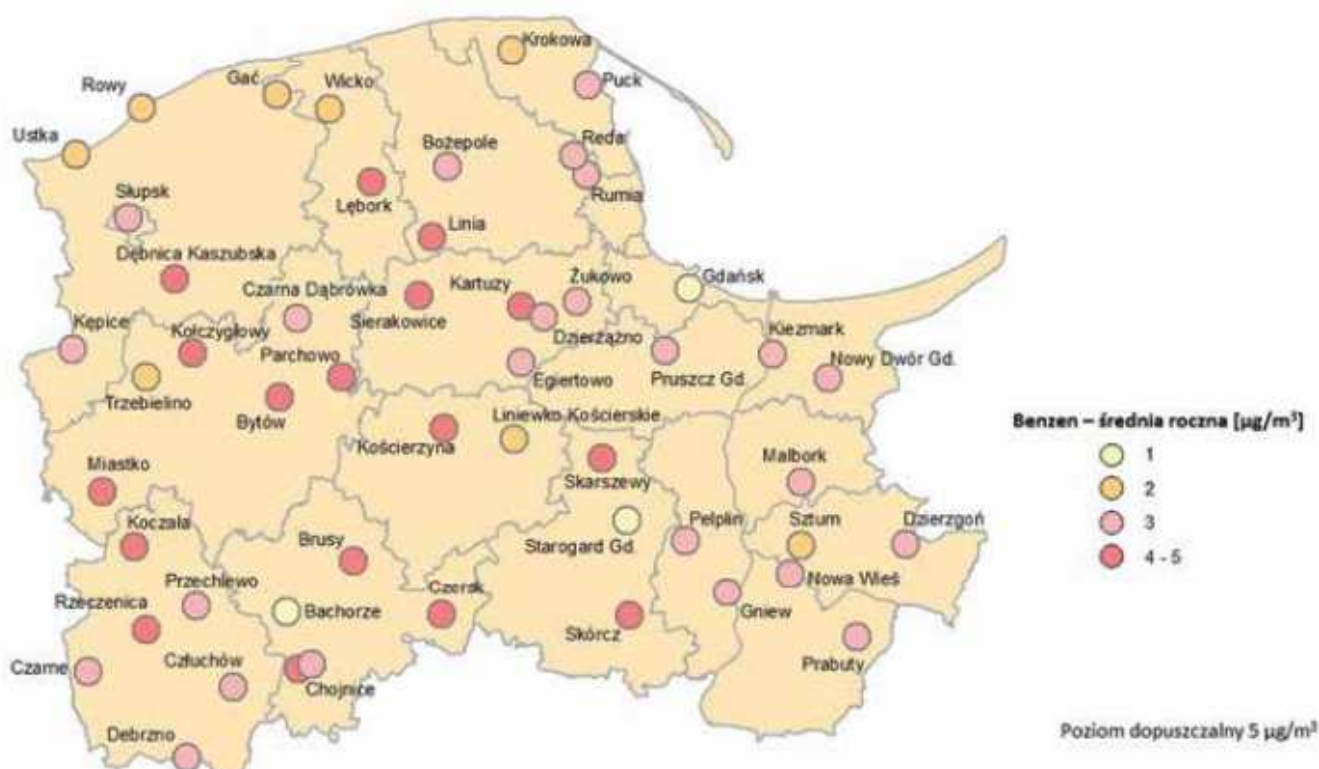 Krokowa
Gać
Wicko
Rowy
Puck
Ustka
Bożepole
Reda
Słupsk
Rumia
Lębork
Linia
Dębnica Kaszubska
Gdańsk
Czarna Dąbrówka
Kartuzy
Żukowo
Sierakowice
Kępice
Kołczygłowy
Dzierżążno
Kiezmark
Parchowo
Egiertowo
Pruszcz Gd.
Nowy Dwór Gd.
Trzebielino
Bytów
Liniewko Kościerskie
Kościerzyna
Benzen – średnia roczna [µg/m³]
Miastko
Skarszewy
Malbork
1
2
3
4 - 5
Koczała
Starogard Gd.
Pelplin
Sztum
Dzierzgoń
Brusy
Przechlewo
Nowa Wieś
Rzeczenica
Bachorze
Czersk
Gniew
Skórcz
Czarne
Człuchów
Chojnice
Prabuty
Debrzno
Poziom dopuszczalny 5 µg/m³